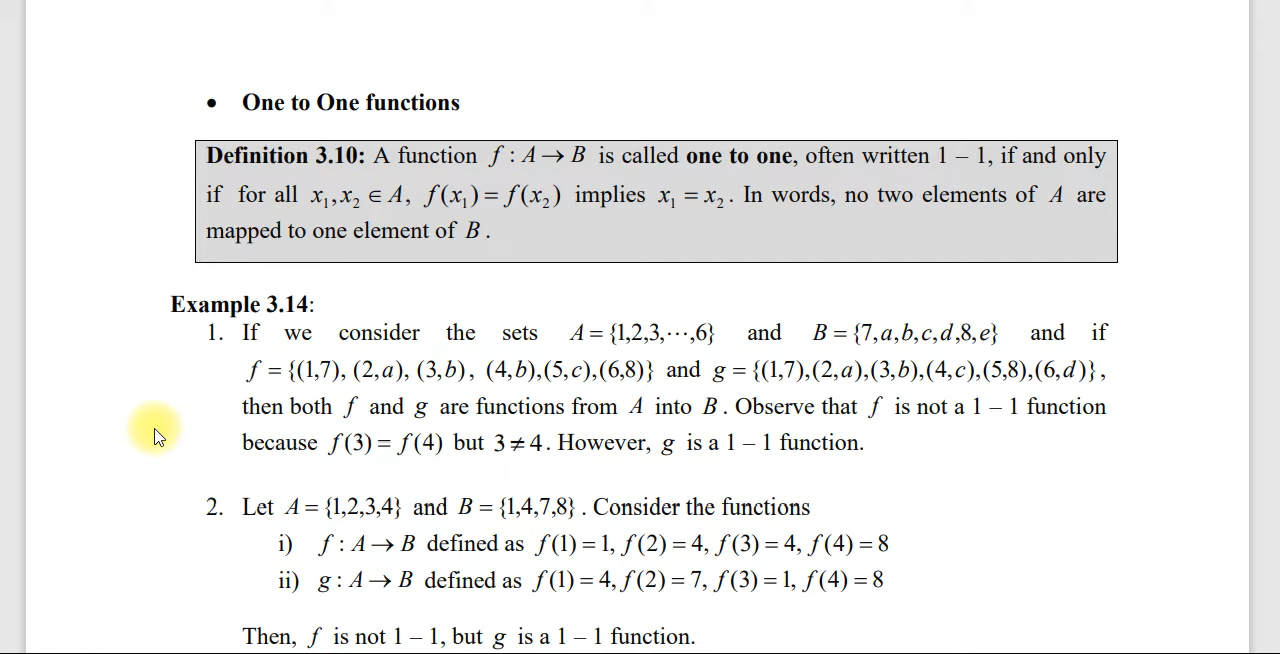 • One to One functions
Definition 3.10: A function f : A → B is called one to one, often written 1 – 1, if and only
if for all x₁, x₂ ∈ A, f(x₁) = f(x₂) implies x₁ = x₂. In words, no two elements of A are
mapped to one element of B.
Example 3.14:
1. If we consider the sets A = {1,2,3,⋯,6} and B = {7,a,b,c,d,8,e} and if
f = {(1,7), (2,a), (3,b), (4,b),(5,c),(6,8)} and g = {(1,7),(2,a),(3,b),(4,c),(5,8),(6,d)},
then both f and g are functions from A into B. Observe that f is not a 1 – 1 function
because f(3) = f(4) but 3 ≠ 4. However, g is a 1 – 1 function.
2. Let A = {1,2,3,4} and B = {1,4,7,8}. Consider the functions
i) f : A → B defined as f(1) = 1, f(2) = 4, f(3) = 4, f(4) = 8
ii) g : A → B defined as f(1) = 4, f(2) = 7, f(3) = 1, f(4) = 8
Then, f is not 1 – 1, but g is a 1 – 1 function.